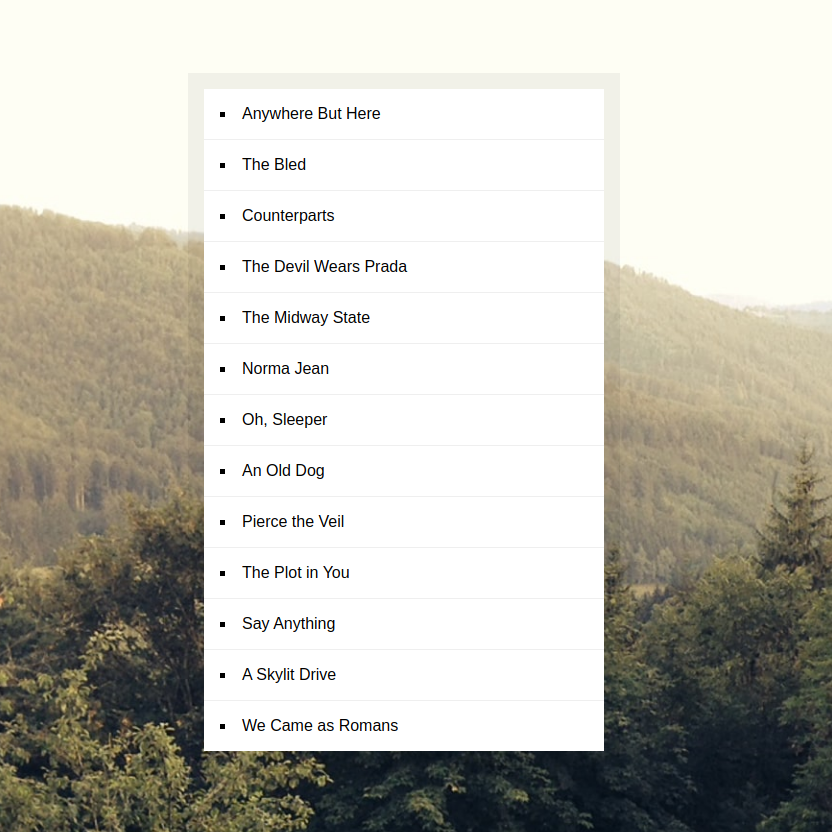 Anywhere But Here
The Bled
Counterparts
The Devil Wears Prada
The Midway State
Norma Jean
Oh, Sleeper
An Old Dog
Pierce the Veil
The Plot in You
Say Anything
A Skylit Drive
We Came as Romans